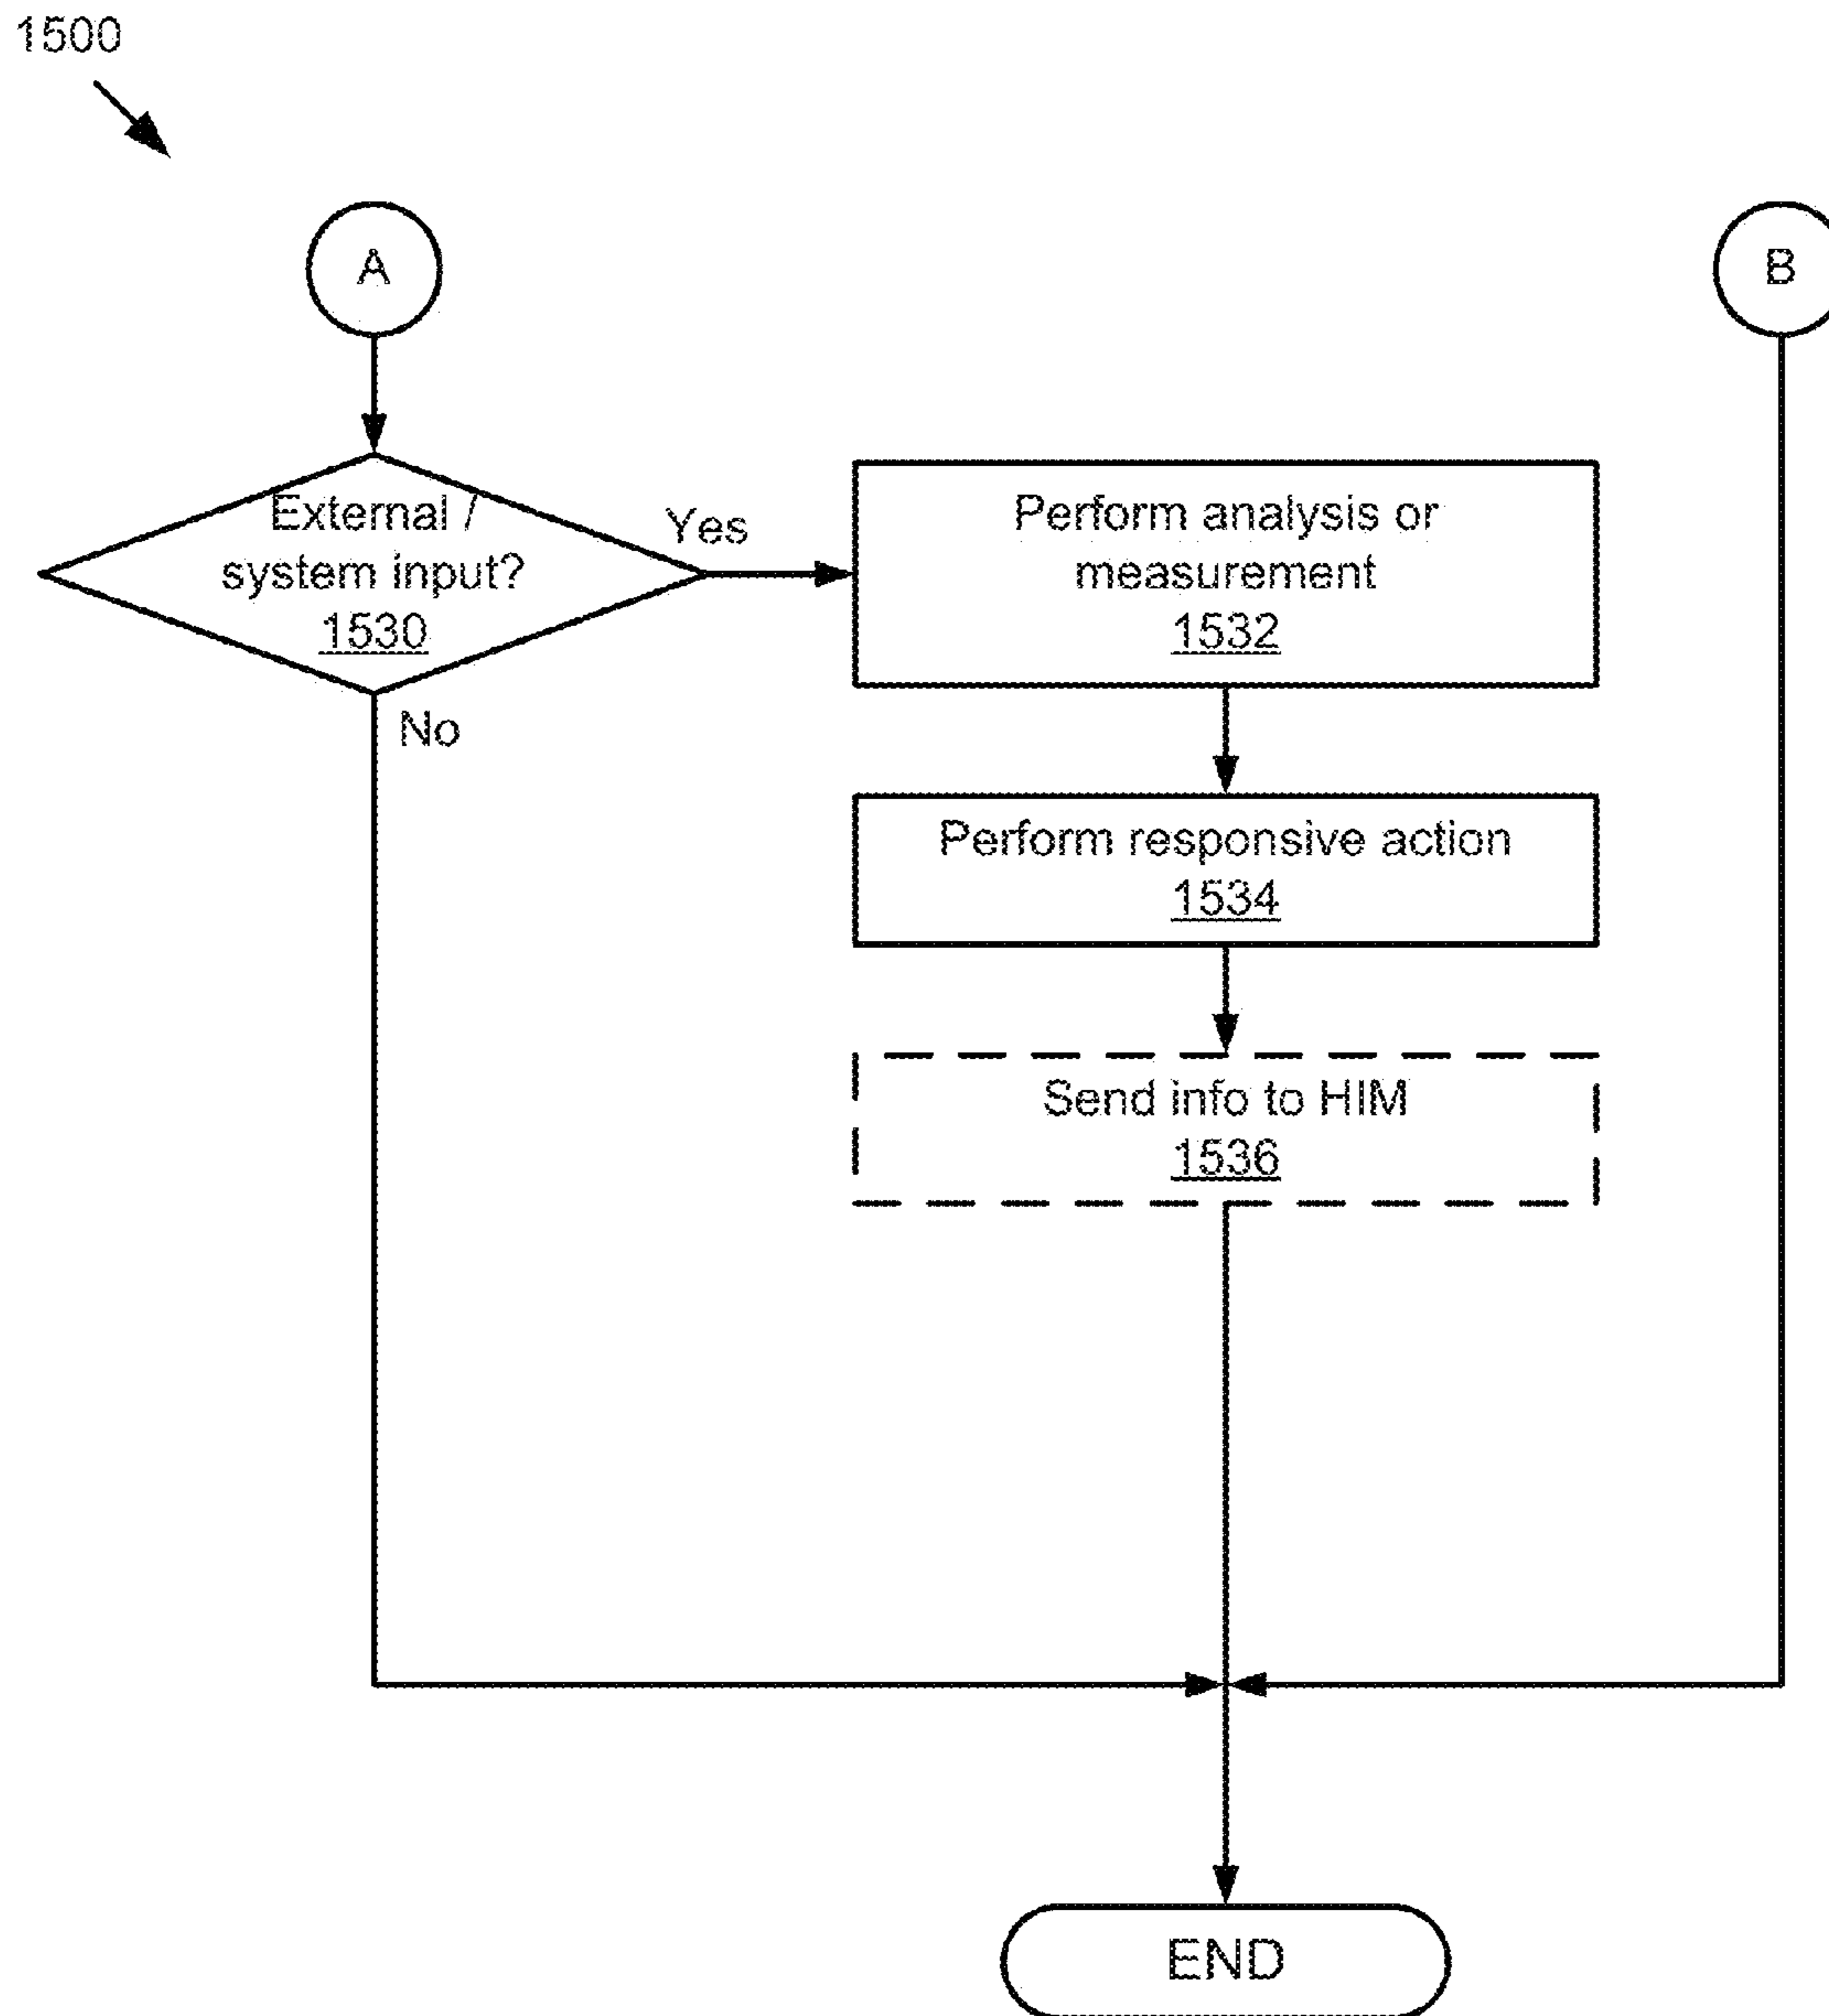 1500
A
B
External /
system input?
1530
Yes
No
Perform analysis or
measurement
1532
Perform responsive action
1534
Send info to HIM
1536
END